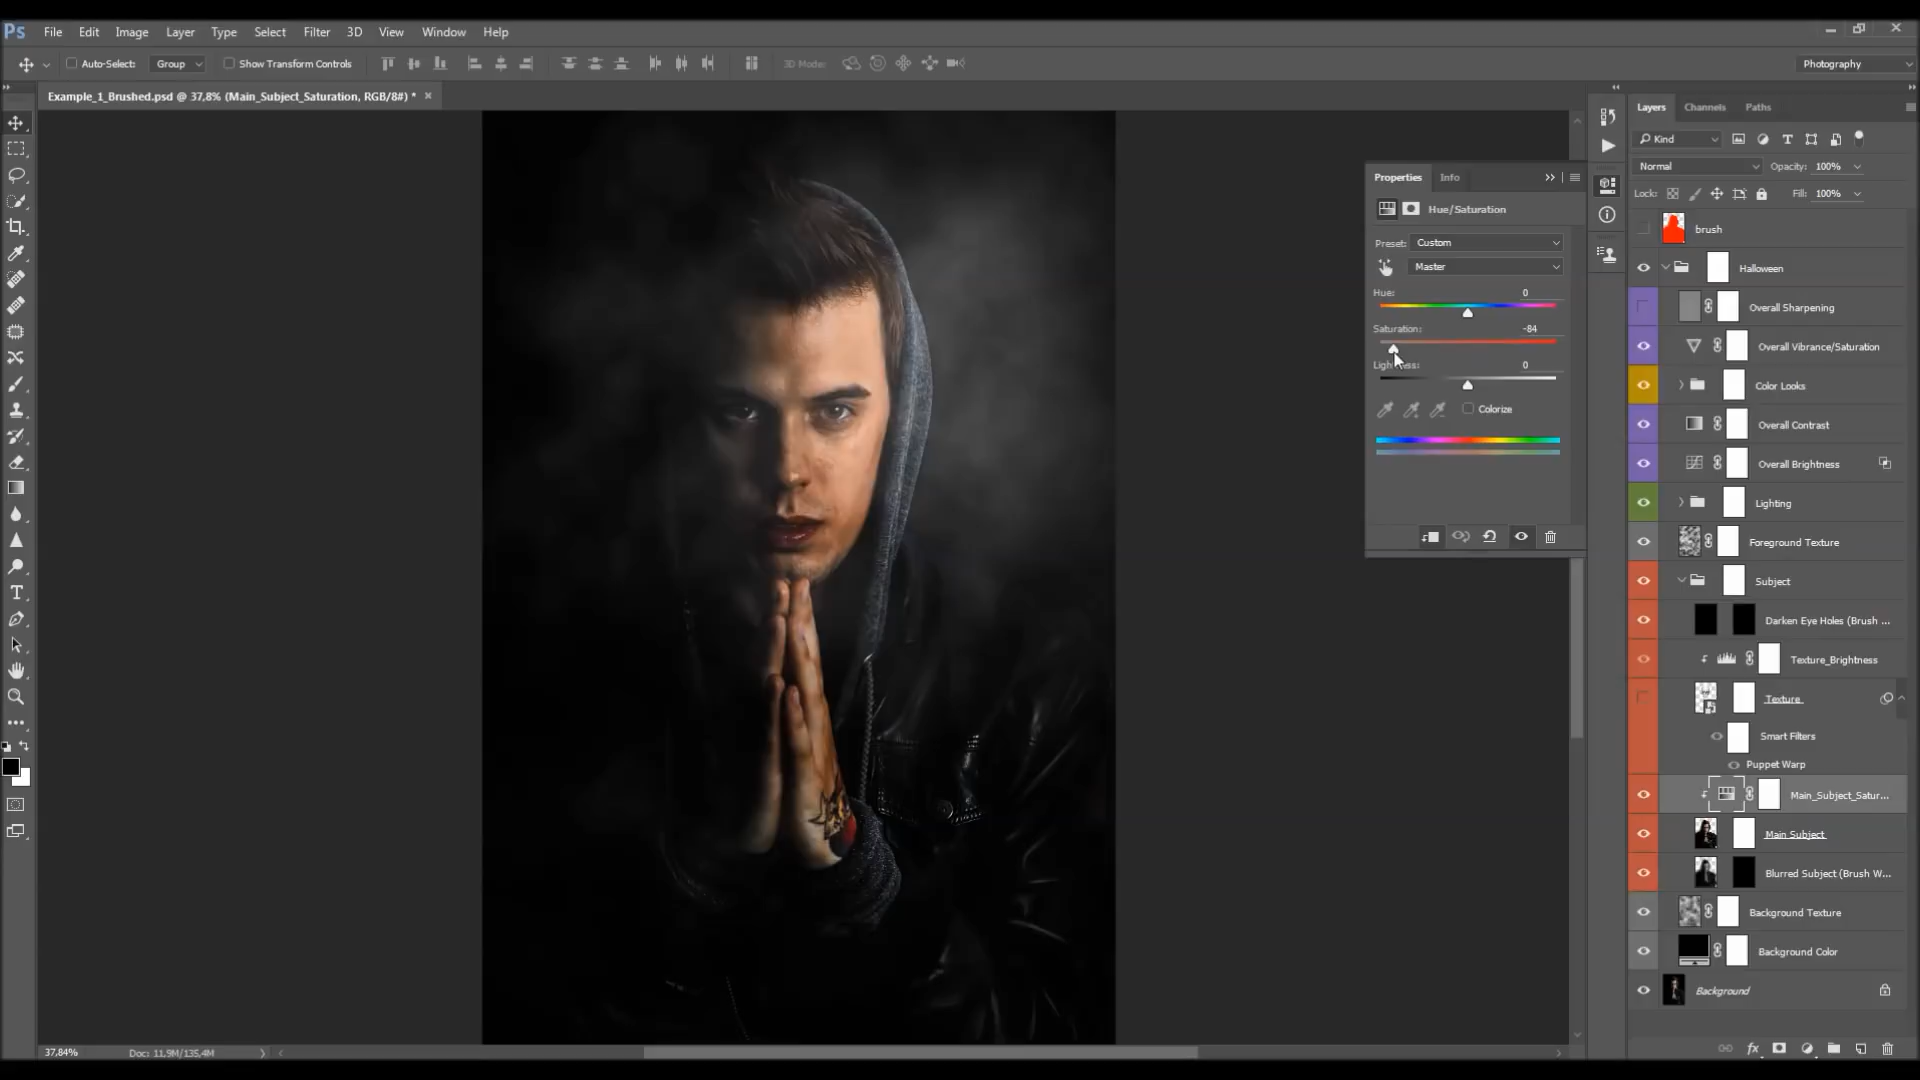 Ps File Edit Image Layer Type Select Filter 3D View Window Help
Auto-Select: Group Show Transform Controls 3D Mode: Photography
Example_1_Brushed.psd @ 37,8% (Main_Subject_Saturation, RGB/8#) * ×
Layers Channels Paths
Kind
Normal Opacity: 100%
Lock: Fill: 100%
Properties Info
Hue/Saturation
Preset: Custom
Master
Hue: 0
Saturation: -84
0
Colorize
brush
Halloween
Overall Sharpening
Overall Vibrance/Saturation
Color Looks
Overall Contrast
Overall Brightness
Lighting
Foreground Texture
Subject
Darken Eye Holes (Brush ...
Texture_Brightness
Texture
Smart Filters
Puppet Warp
Main_Subject_Satur...
Main Subject
Blurred Subject (Brush W...
Background Texture
Background Color
Background
37,84% Doc: 11,9M/135,4M